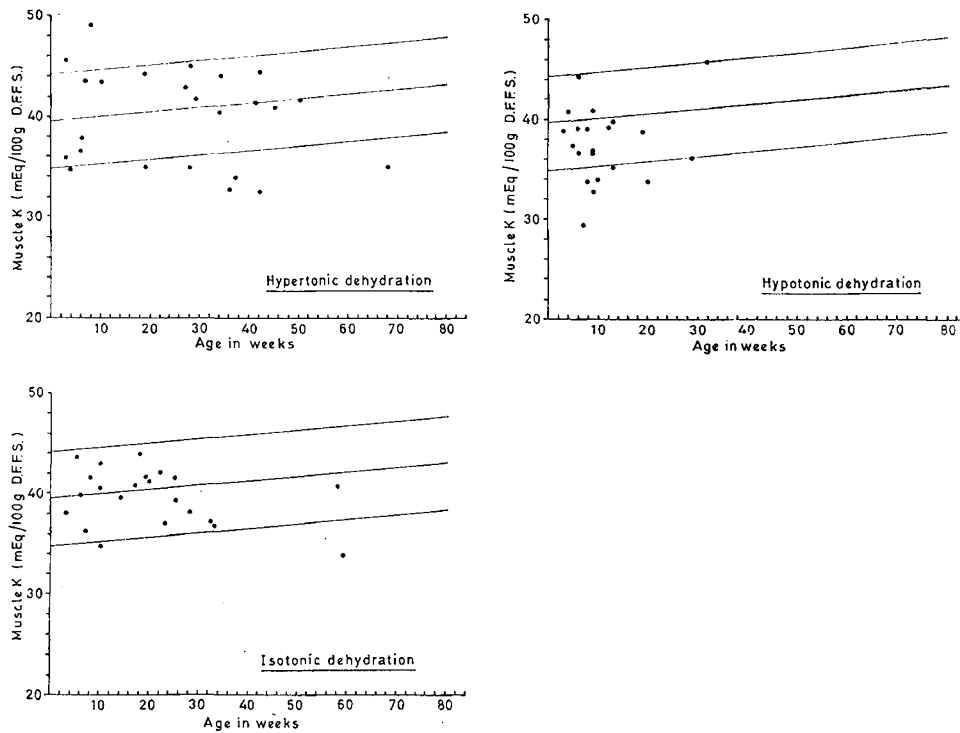 50
40
30
20
Muscle K (mEq/100g D.F.F.S.)
Hypertonic dehydration
10 20 30 40 50 60 70 80
Age in weeks
50
40
30
20
Muscle K (mEq/100g D.F.F.S.)
Hypotonic dehydration
10 20 30 40 50 60 70 80
Age in weeks
50
40
30
20
Muscle K (mEq/100g D.F.F.S.)
Isotonic dehydration
10 20 30 40 50 60 70 80
Age in weeks